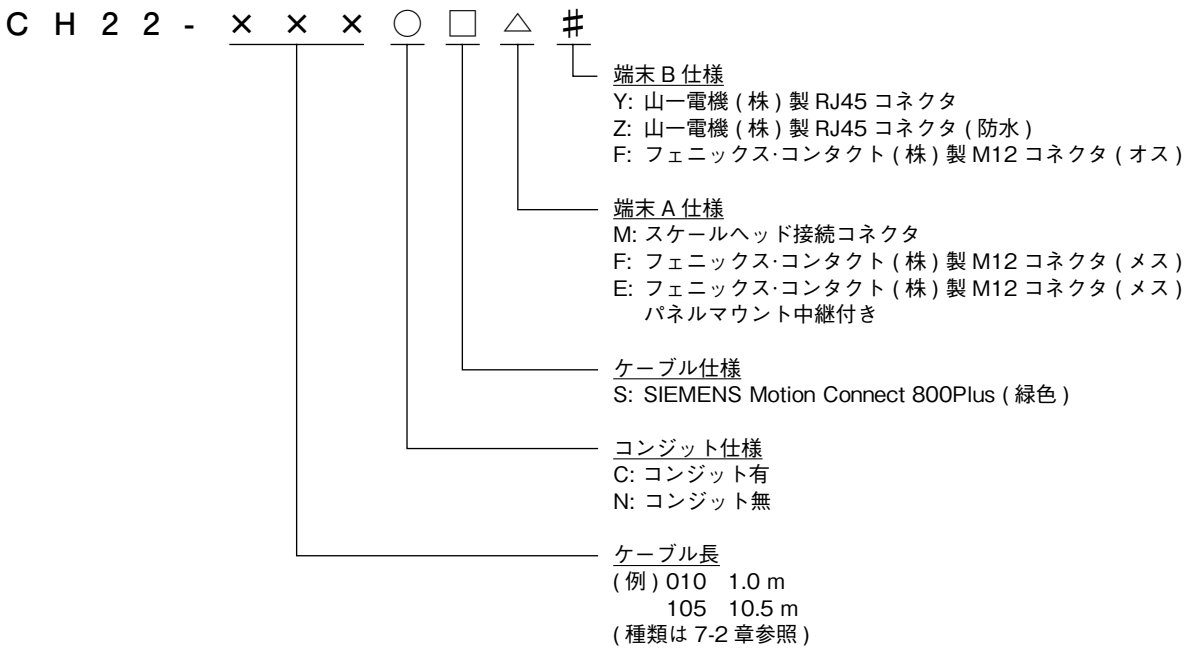 CH22-×××○□△#
端末 B 仕様
Y: 山一電機 ( 株 ) 製 RJ45 コネクタ
Z: 山一電機 ( 株 ) 製 RJ45 コネクタ ( 防水 )
F: フェニックス·コンタクト ( 株 ) 製 M12 コネクタ ( オス )
端末 A 仕様
M: スケールヘッド接続コネクタ
F: フェニックス·コンタクト ( 株 ) 製 M12 コネクタ ( メス )
E: フェニックス·コンタクト ( 株 ) 製 M12 コネクタ ( メス )
パネルマウント中継付き
ケーブル仕様
S: SIEMENS Motion Connect 800Plus ( 緑色 )
コンジット仕様
C: コンジット有
N: コンジット無
ケーブル長
( 例 ) 010 1.0 m
105 10.5 m
( 種類は 7-2 章参照 )